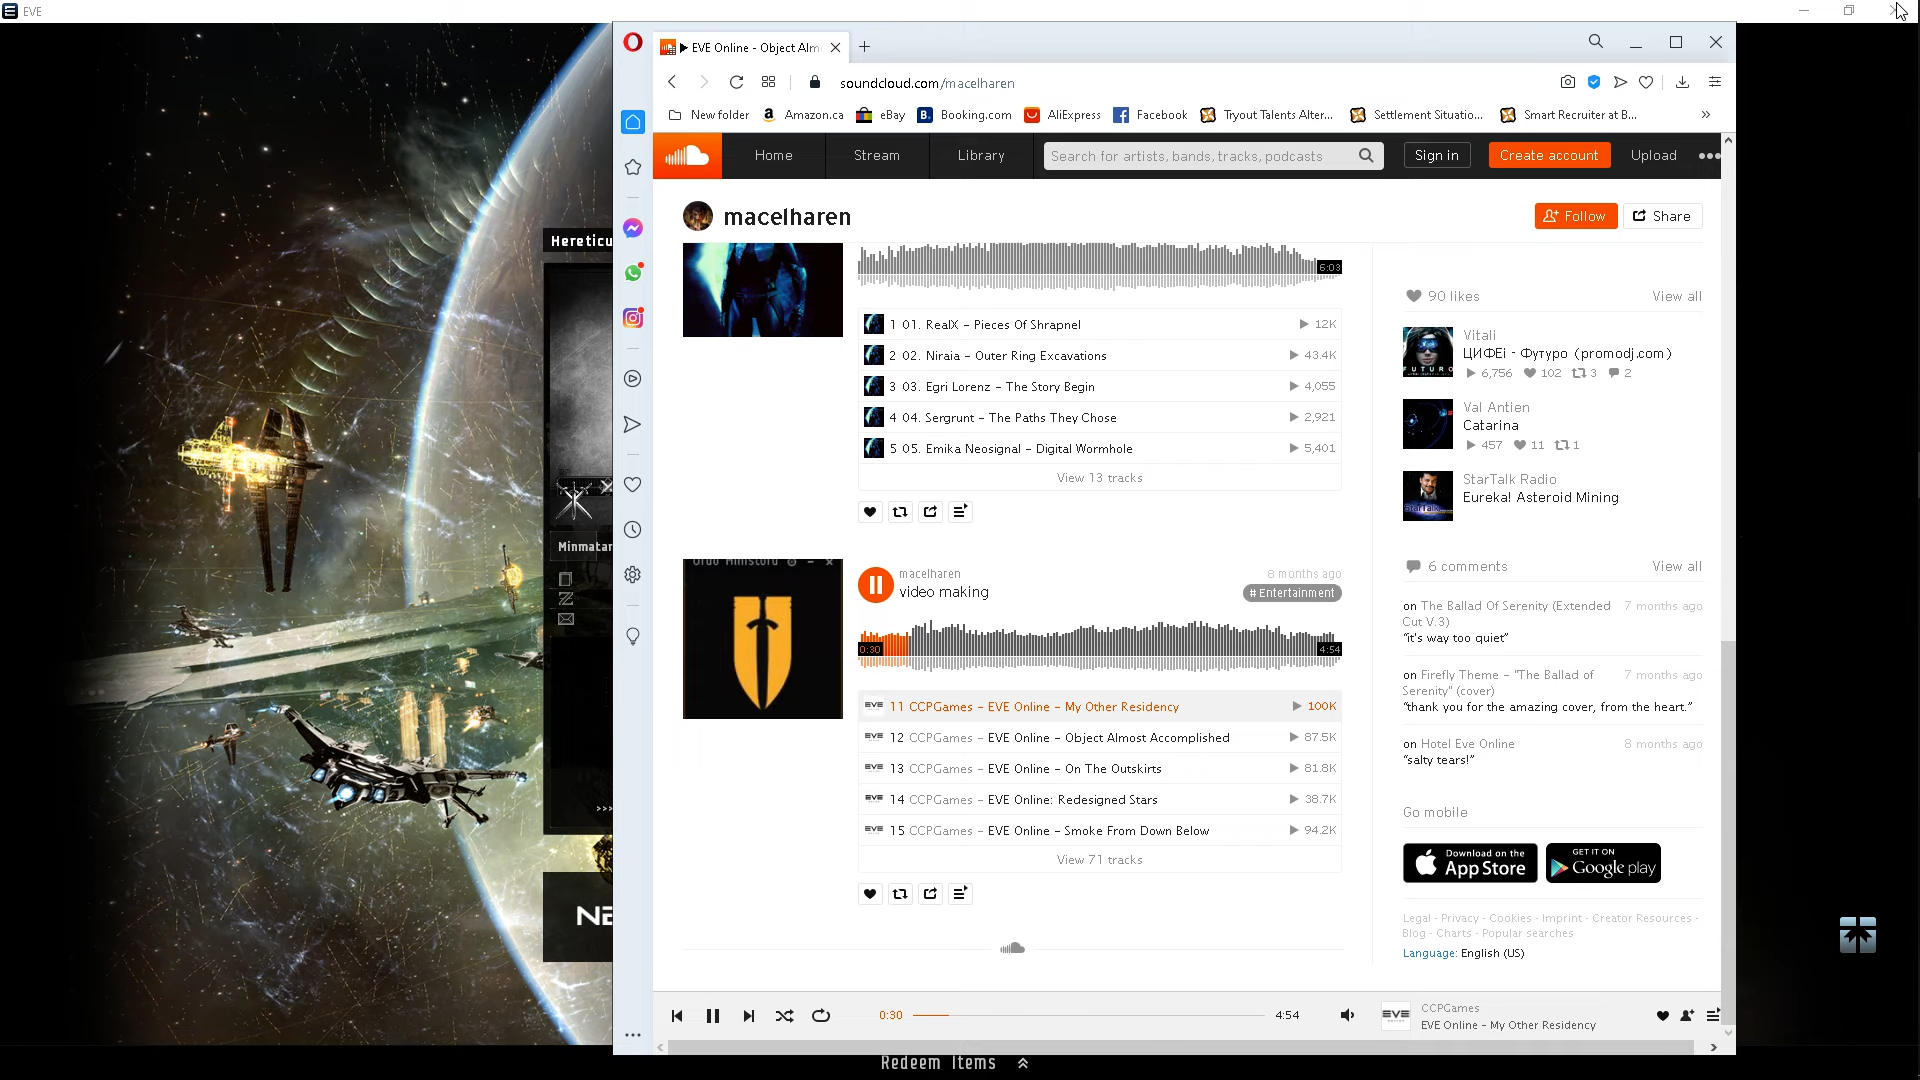 EVE
EVE Online - Object Alm
soundcloud.com/macelharen
New folder
Amazon.ca
eBay
Booking.com
AliExpress
Facebook
Tryout Talents Alter...
Settlement Situatio...
Smart Recruiter at B...
Home
Stream
Library
Search for artists, bands, tracks, podcasts
Sign in
Create account
Upload
macelharen
Follow
Share
Hereticu
Minmatar
>>>
NE
6:03
1 01. RealX – Pieces Of Shrapnel 12K
2 02. Niraia – Outer Ring Excavations 43.4K
3 03. Egri Lorenz – The Story Begin 4,055
4 04. Sergrunt – The Paths They Chose 2,921
5 05. Emika Neosignal – Digital Wormhole 5,401
View 13 tracks
Ordo Ministord
macelharen
8 months ago
video making
# Entertainment
0:30
4:54
11 CCPGames – EVE Online – My Other Residency 100K
12 CCPGames – EVE Online – Object Almost Accomplished 87.5K
13 CCPGames – EVE Online – On The Outskirts 81.8K
14 CCPGames – EVE Online: Redesigned Stars 38.7K
15 CCPGames – EVE Online – Smoke From Down Below 94.2K
View 71 tracks
90 likes
View all
Vitali
ЦИФЕi - Футуро (promodj.com)
6,756 102 3 2
FUTURO
Val Antien
Catarina
457 11 1
StarTalk Radio
Eureka! Asteroid Mining
StarTalk
6 comments
View all
on The Ballad Of Serenity (Extended 7 months ago
Cut V.3)
“it's way too quiet”
on Firefly Theme – "The Ballad of 7 months ago
Serenity" (cover)
“thank you for the amazing cover, from the heart.”
on Hotel Eve Online 8 months ago
“salty tears!”
Go mobile
Download on the
App Store
GET IT ON
Google play
Legal - Privacy - Cookies - Imprint - Creator Resources -
Blog - Charts - Popular searches
Language: English (US)
0:30
4:54
EVE
CCPGames
EVE Online – My Other Residency
Redeem Items